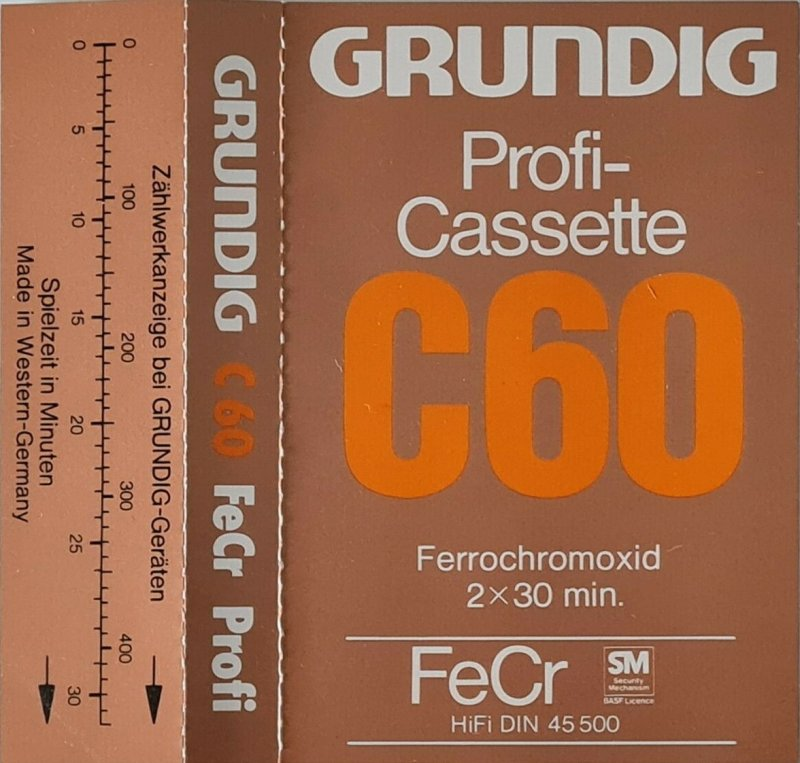 GRUNDIG
Profi-
Cassette
C60
Ferrochromoxid
2×30 min.
FeCr
SM
Security
Mechanism
BASF Licence
HiFi DIN 45 500
GRUNDIG C 60 FeCr Profi
Zählwerkanzeige bei GRUNDIG-Geräten
0 100 200 300 400
0 5 10 15 20 25 30
Spielzeit in Minuten
Made in Western-Germany